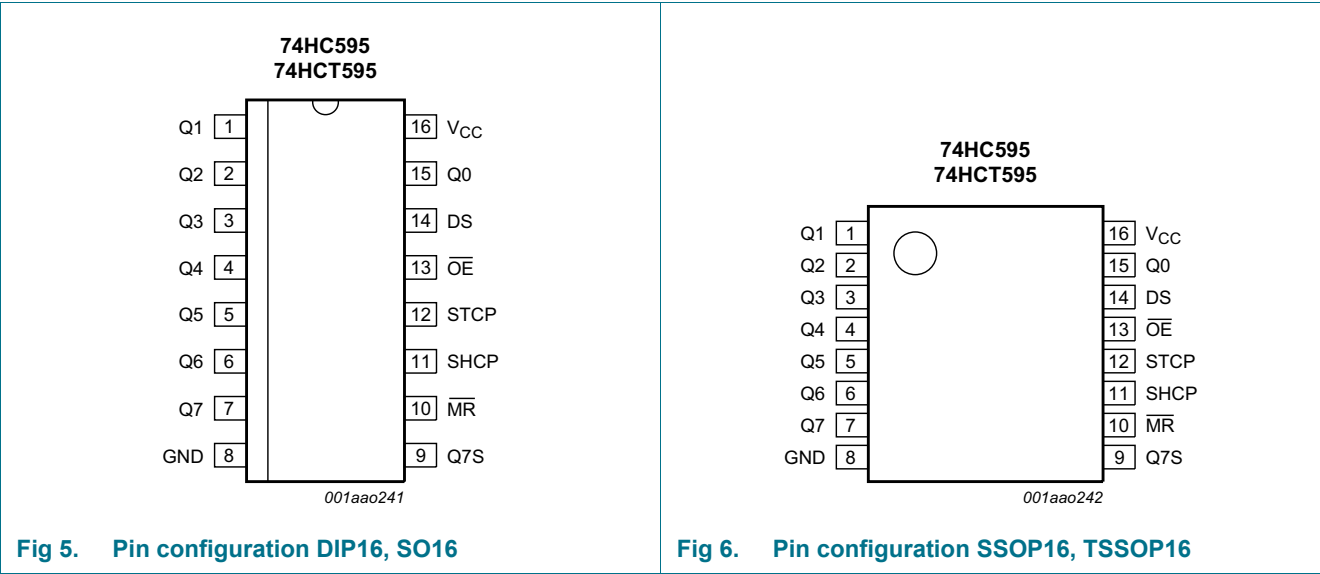 74HC595
74HCT595
Q1 1 16 VCC
Q2 2 15 Q0
Q3 3 14 DS
Q4 4 13 O̅E̅
Q5 5 12 STCP
Q6 6 11 SHCP
Q7 7 10 M̅R̅
GND 8 9 Q7S
001aao241
Fig 5. Pin configuration DIP16, SO16
74HC595
74HCT595
Q1 1 16 VCC
Q2 2 15 Q0
Q3 3 14 DS
Q4 4 13 O̅E̅
Q5 5 12 STCP
Q6 6 11 SHCP
Q7 7 10 M̅R̅
GND 8 9 Q7S
001aao242
Fig 6. Pin configuration SSOP16, TSSOP16